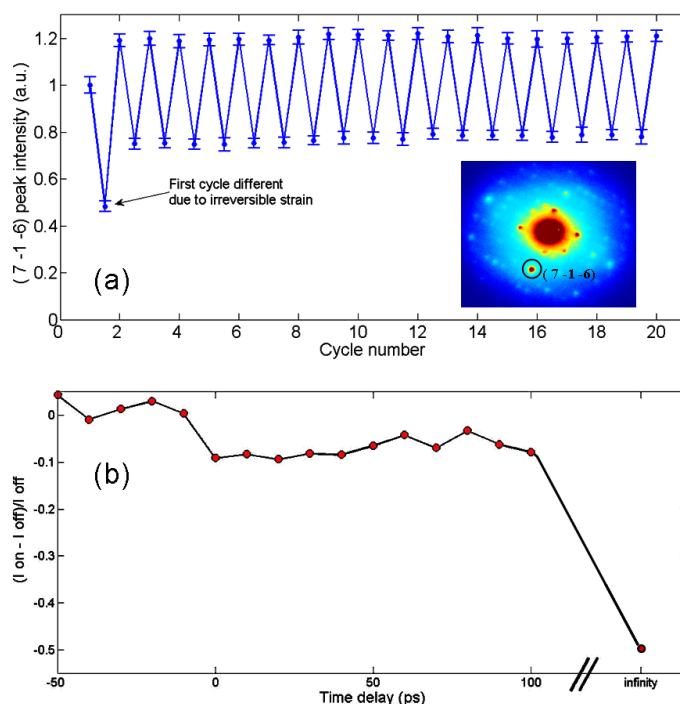 ( 7 -1 -6) peak intensity (a.u.)
1.2
1
0.8
0.6
0.4
0.2
0
First cycle different
due to irreversible strain
(a)
( 7 -1 -6)
0 2 4 6 8 10 12 14 16 18 20
Cycle number
(I on - I off)/I off
0
-0.1
-0.2
-0.3
-0.4
-0.5
(b)
-50 0 50 100 infinity
Time delay (ps)